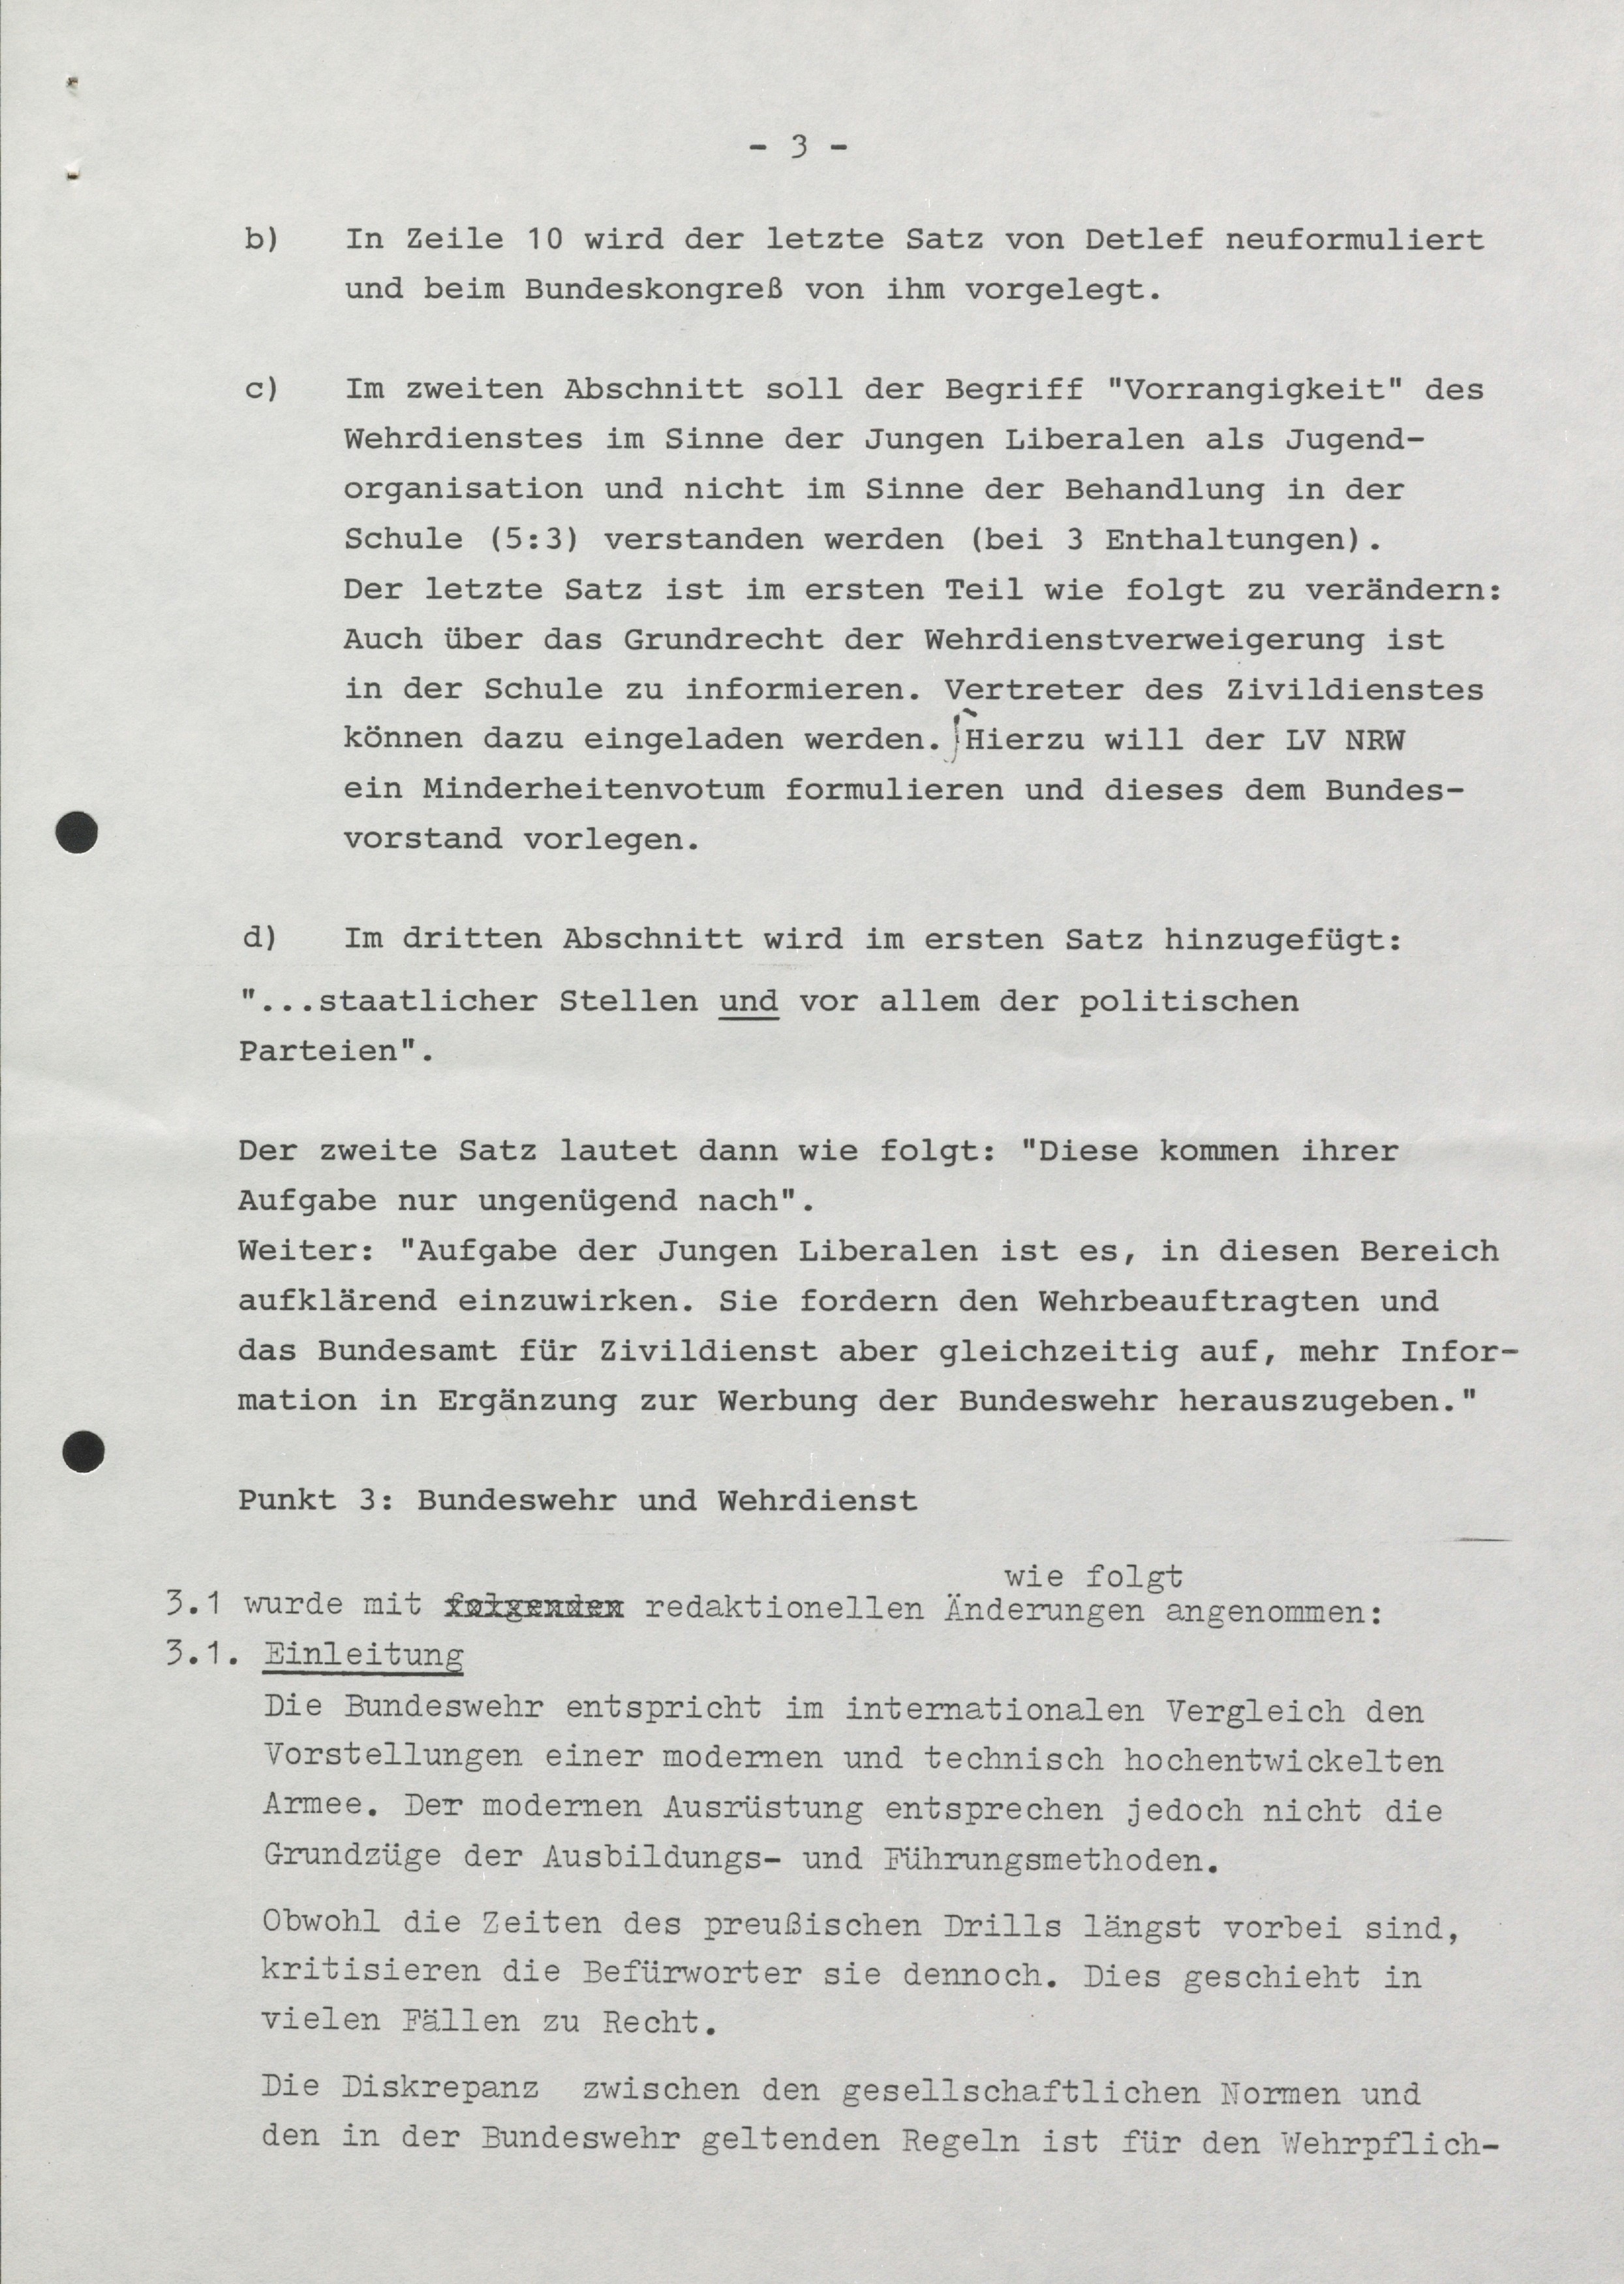 - 3 -
b) In Zeile 10 wird der letzte Satz von Detlef neuformuliert
und beim Bundeskongreß von ihm vorgelegt.
c) Im zweiten Abschnitt soll der Begriff "Vorrangigkeit" des
Wehrdienstes im Sinne der Jungen Liberalen als Jugend-
organisation und nicht im Sinne der Behandlung in der
Schule (5:3) verstanden werden (bei 3 Enthaltungen).
Der letzte Satz ist im ersten Teil wie folgt zu verändern:
Auch über das Grundrecht der Wehrdienstverweigerung ist
in der Schule zu informieren. Vertreter des Zivildienstes
können dazu eingeladen werden. Hierzu will der LV NRW
ein Minderheitenvotum formulieren und dieses dem Bundes-
vorstand vorlegen.
d) Im dritten Abschnitt wird im ersten Satz hinzugefügt:
"...staatlicher Stellen und vor allem der politischen
Parteien".
Der zweite Satz lautet dann wie folgt: "Diese kommen ihrer
Aufgabe nur ungenügend nach".
Weiter: "Aufgabe der Jungen Liberalen ist es, in diesen Bereich
aufklärend einzuwirken. Sie fordern den Wehrbeauftragten und
das Bundesamt für Zivildienst aber gleichzeitig auf, mehr Infor-
mation in Ergänzung zur Werbung der Bundeswehr herauszugeben."
Punkt 3: Bundeswehr und Wehrdienst
wie folgt
3.1 wurde mit folgenden redaktionellen Änderungen angenommen:
3.1. Einleitung
Die Bundeswehr entspricht im internationalen Vergleich den
Vorstellungen einer modernen und technisch hochentwickelten
Armee. Der modernen Ausrüstung entsprechen jedoch nicht die
Grundzüge der Ausbildungs- und Führungsmethoden.
Obwohl die Zeiten des preußischen Drills längst vorbei sind,
kritisieren die Befürworter sie dennoch. Dies geschieht in
vielen Fällen zu Recht.
Die Diskrepanz zwischen den gesellschaftlichen Normen und
den in der Bundeswehr geltenden Regeln ist für den Wehrpflich-